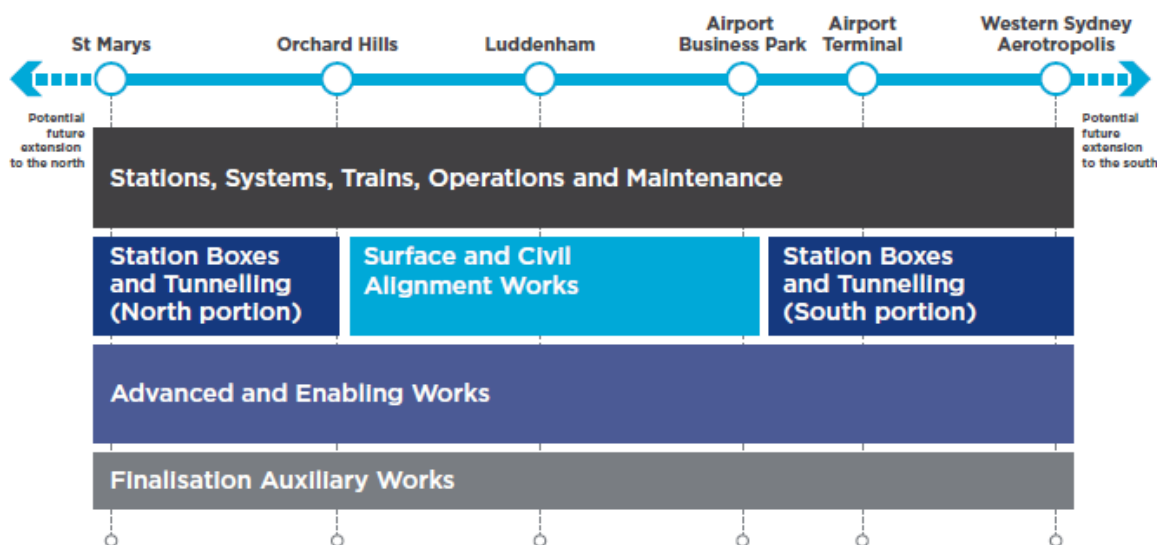 St Marys
Orchard Hills
Luddenham
Airport
Business Park
Airport
Terminal
Western Sydney
Aerotropolis
Potential
future
extension
to the north
Potential
future
extension
to the south
Stations, Systems, Trains, Operations and Maintenance
Station Boxes
and Tunnelling
(North portion)
Surface and Civil
Alignment Works
Station Boxes
and Tunnelling
(South portion)
Advanced and Enabling Works
Finalisation Auxiliary Works